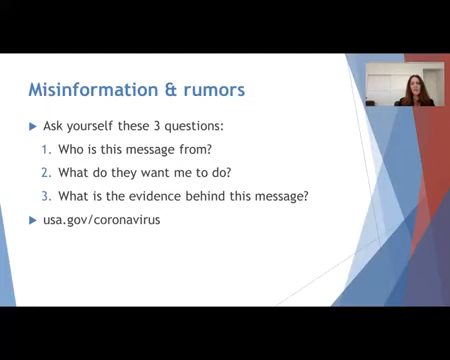 Misinformation & rumors
Ask yourself these 3 questions:
1. Who is this message from?
2. What do they want me to do?
3. What is the evidence behind this message?
usa.gov/coronavirus